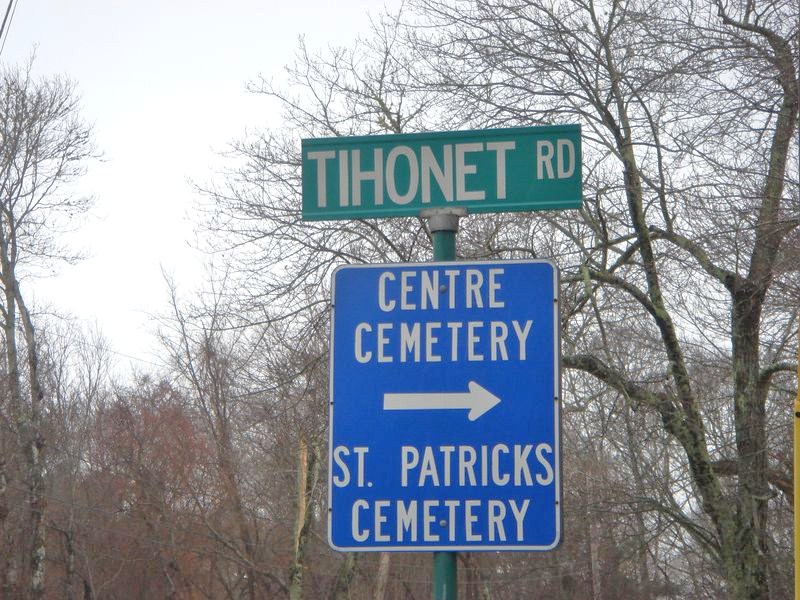 TIHONET RD
CENTRE
CEMETERY
ST. PATRICKS
CEMETERY